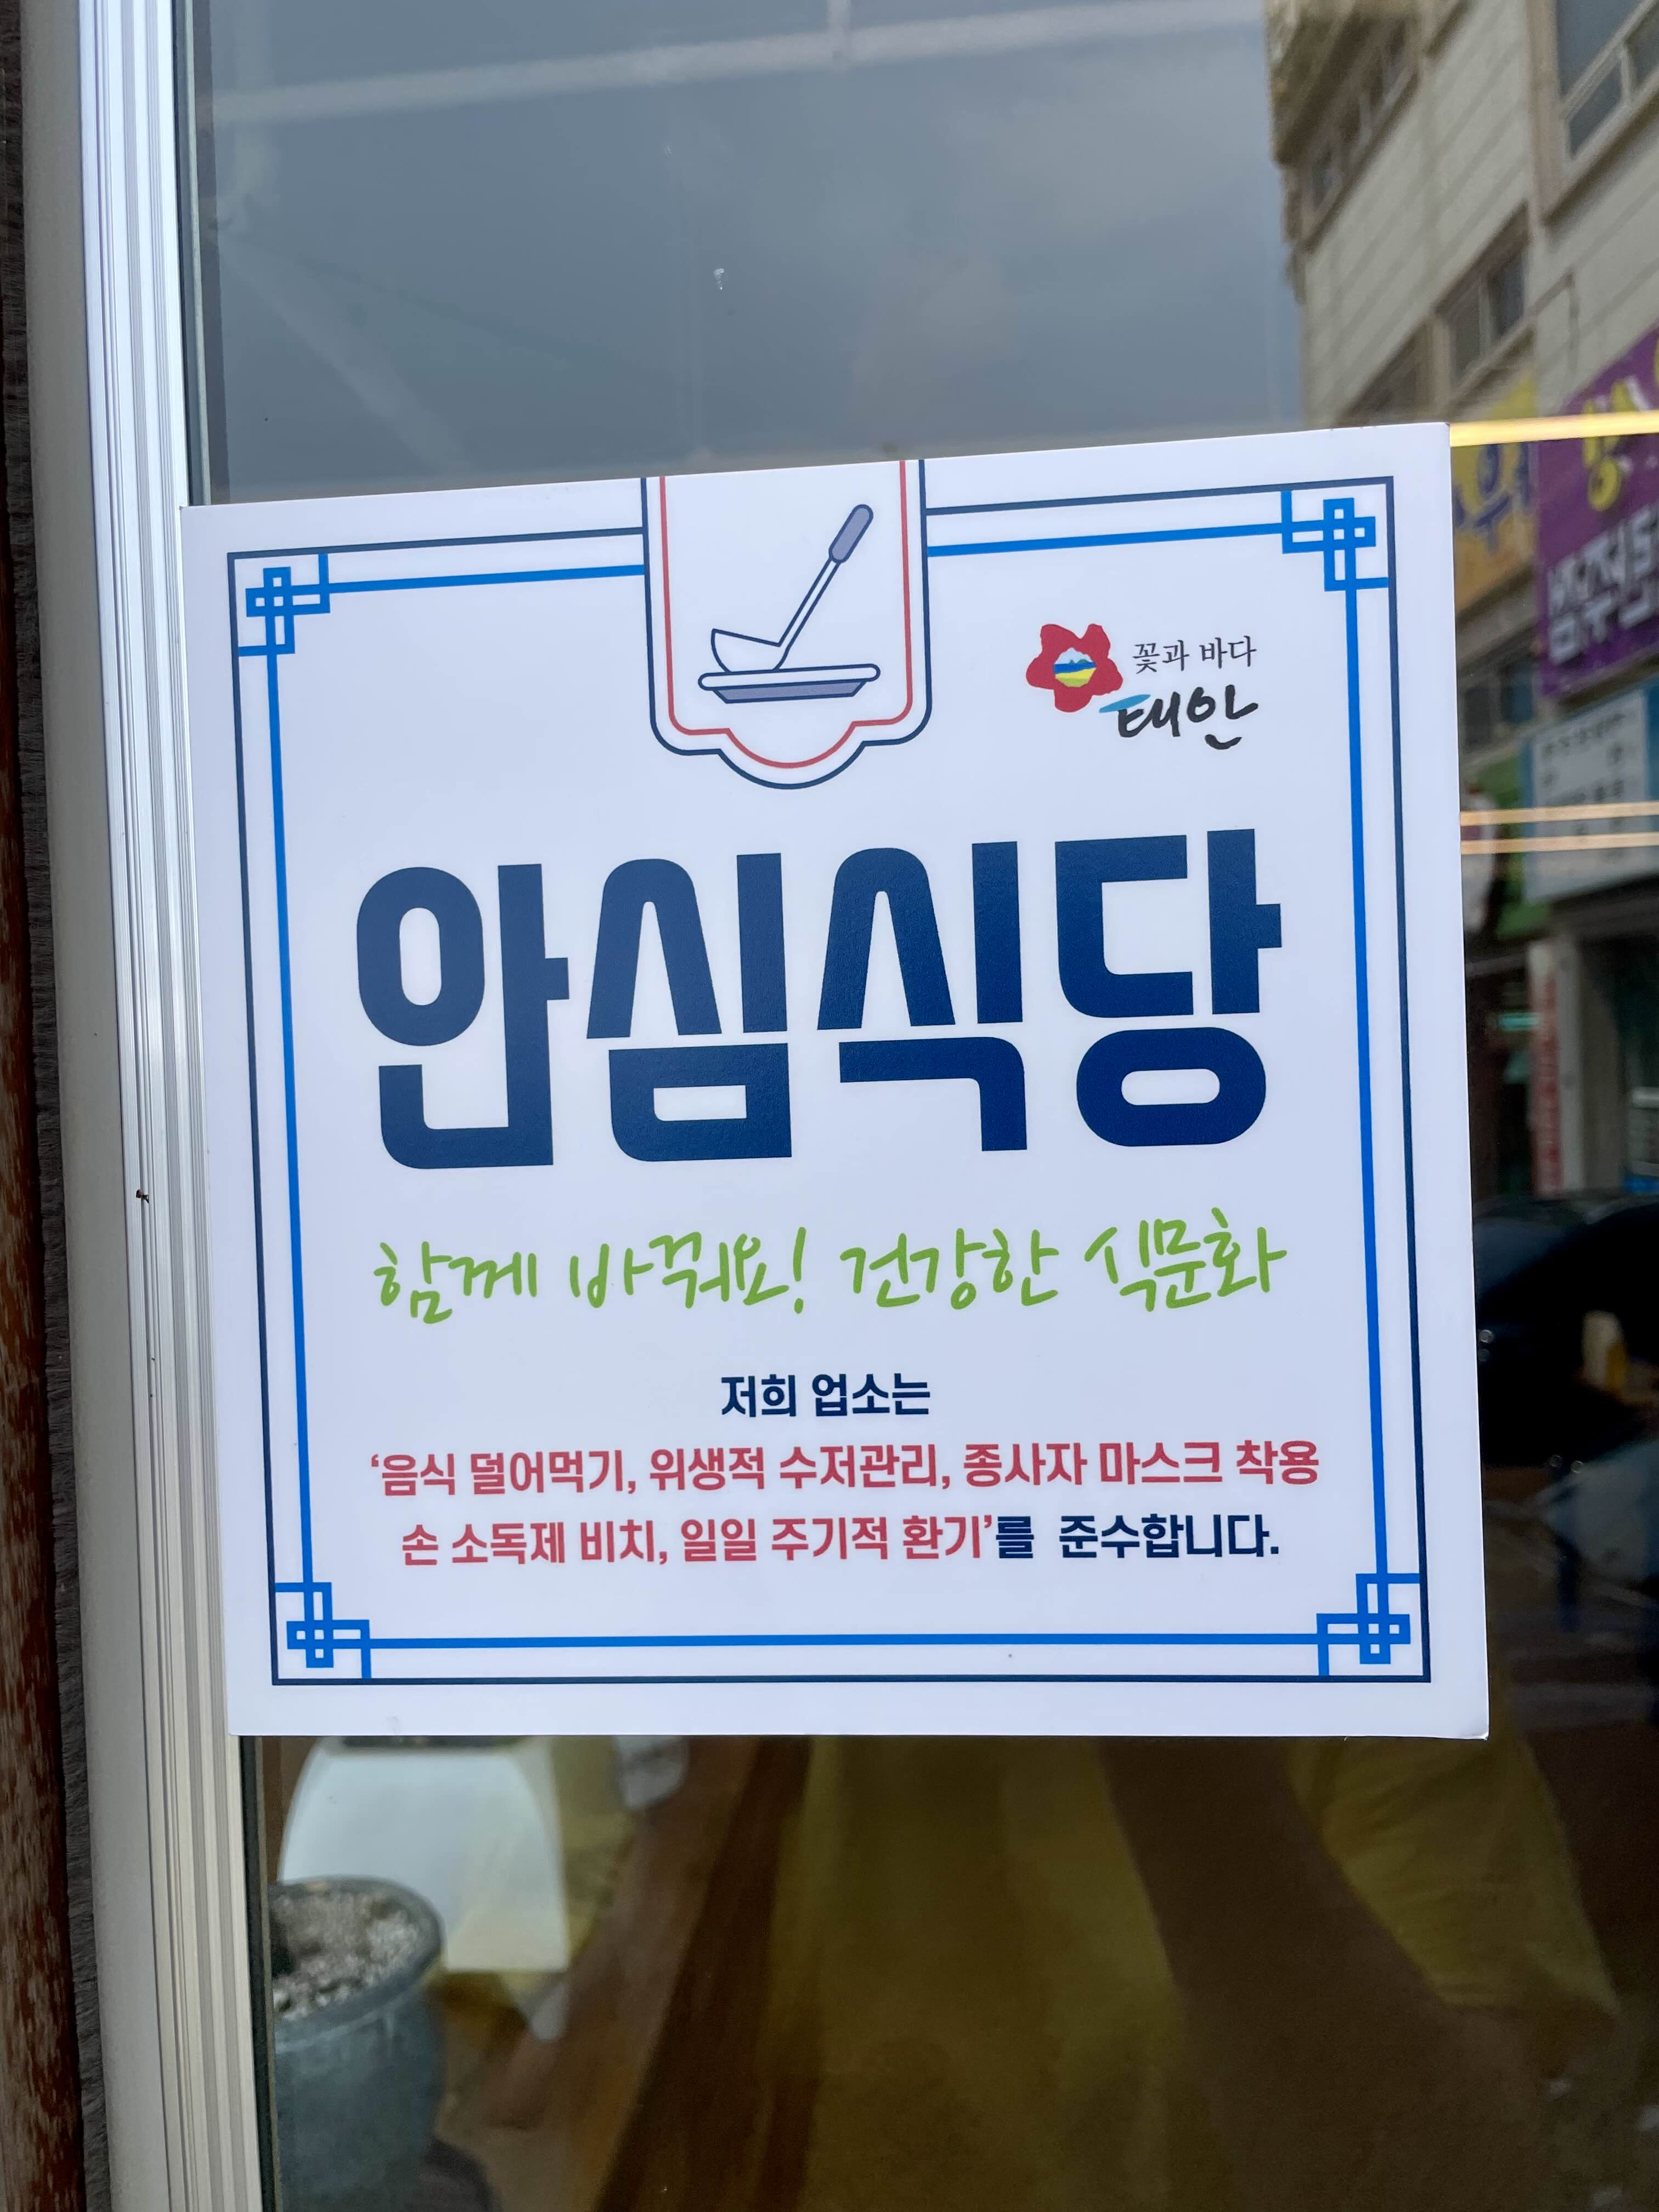 꽃과 바다
태안
안심식당
함께 바꿔요! 건강한 식문화
저희 업소는
‘음식 덜어먹기, 위생적 수저관리, 종사자 마스크 착용
손 소독제 비치, 일일 주기적 환기’를 준수합니다.